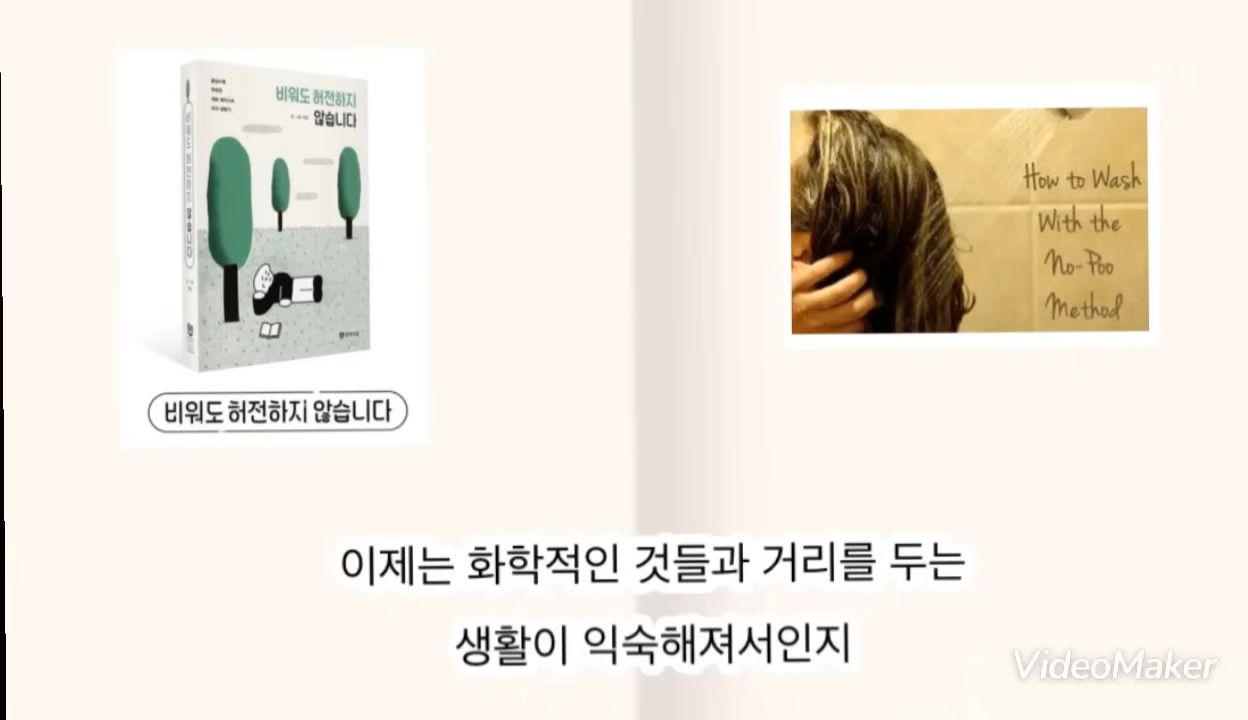 비워도 허전하지
않습니다
비워도 허전하지 않습니다
How to Wash
With the
No-Poo
Method
이제는 화학적인 것들과 거리를 두는
생활이 익숙해져서인지
VideoMaker